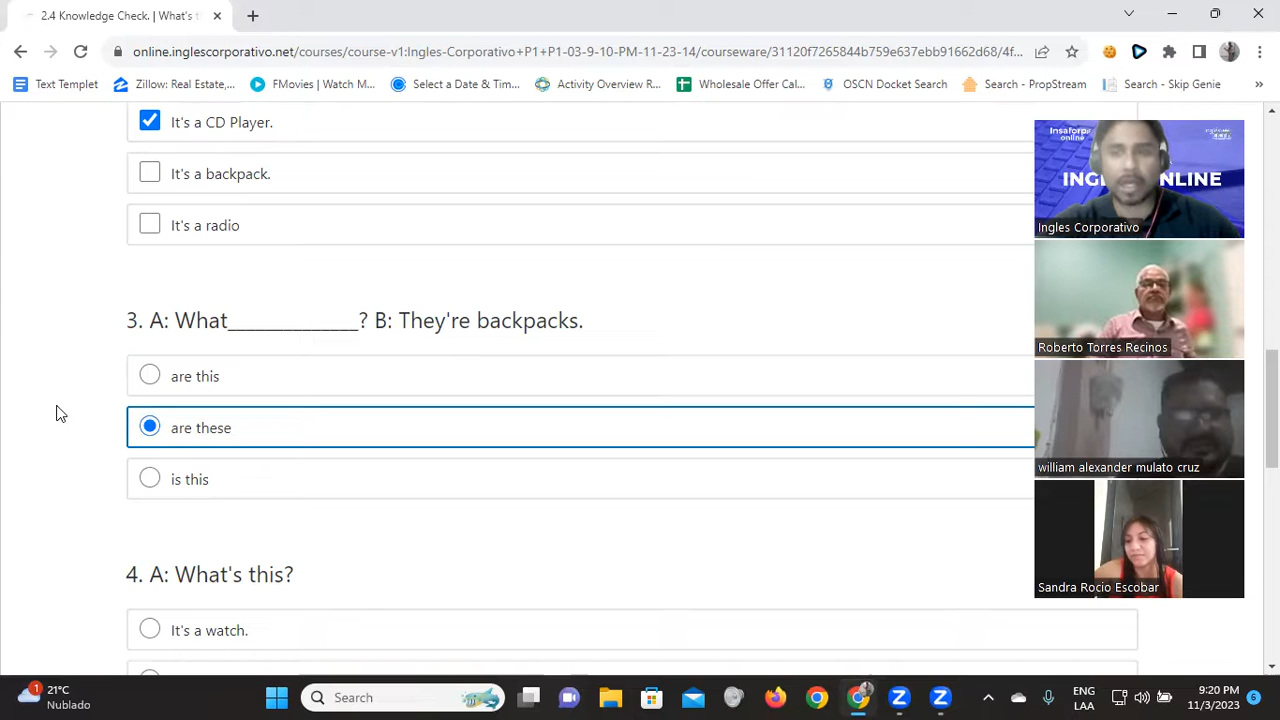 2.4 Knowledge Check. | What's t
online.inglescorporativo.net/courses/course-v1:Ingles-Corporativo+P1+P1-03-9-10-PM-11-23-14/courseware/31120f7265844b759e637ebb91662d68/4f...
Text Templet
Zillow: Real Estate,...
FMovies | Watch M...
Select a Date & Tim...
Activity Overview R...
Wholesale Offer Cal...
OSCN Docket Search
Search - PropStream
Search - Skip Genie
»
It's a CD Player.
It's a backpack.
It's a radio
3. A: What______________? B: They're backpacks.
are this
are these
is this
4. A: What's this?
It's a watch.
online
Ingles Corporativo
Roberto Torres Recinos
william alexander mulato cruz
Sandra Rocio Escobar
1
21°C
Nublado
Search
ENG
LAA
9:20 PM
11/3/2023
6